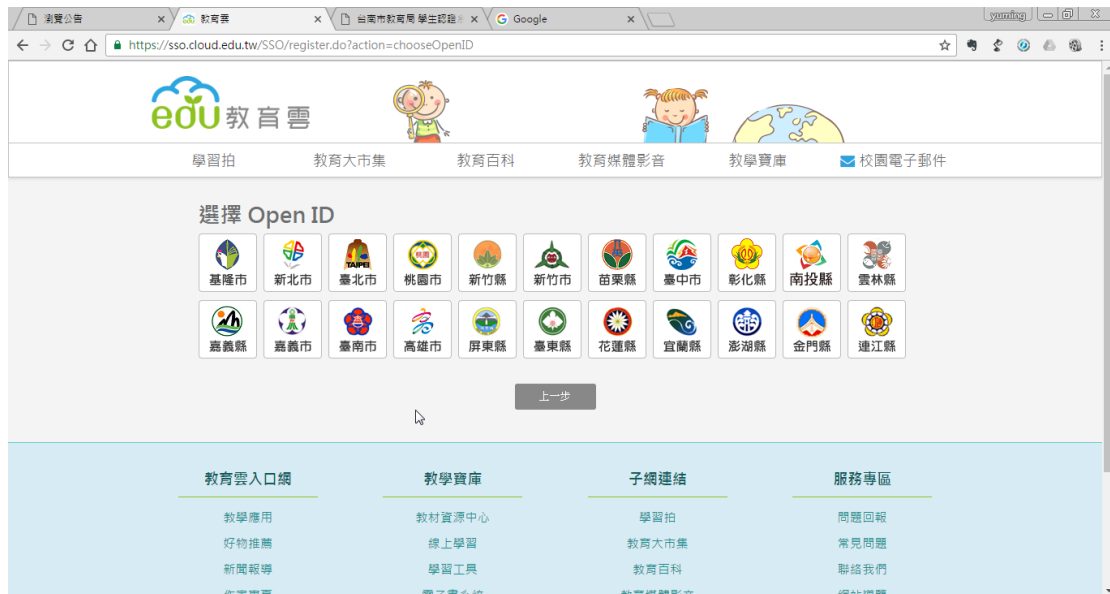 瀏覽公告
教育雲
台南市教育局 學生認證
Google
yuming
https://sso.cloud.edu.tw/SSO/register.do?action=chooseOpenID
edu教育雲
學習拍 教育大市集 教育百科 教育媒體影音 教學寶庫 校園電子郵件
選擇 Open ID
TAIPEI 桃園
基隆市 新北市 臺北市 桃園市 新竹縣 新竹市 苗栗縣 臺中市 彰化縣 南投縣 雲林縣
嘉義縣 嘉義市 臺南市 高雄市 屏東縣 臺東縣 花蓮縣 宜蘭縣 澎湖縣 金門縣 連江縣
上一步
教育雲入口網 教學寶庫 子網連結 服務專區
教學應用 教材資源中心 學習拍 問題回報
好物推薦 線上學習 教育大市集 常見問題
新聞報導 學習工具 教育百科 聯絡我們